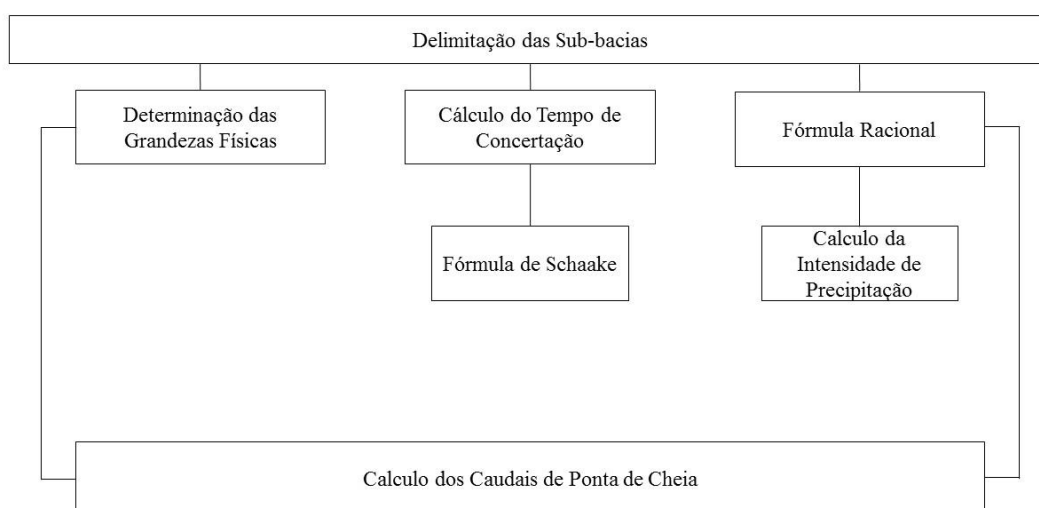 Delimitação das Sub-bacias
Determinação das
Grandezas Físicas
Cálculo do Tempo de
Concertação
Fórmula Racional
Fórmula de Schaake
Calculo da
Intensidade de
Precipitação
Calculo dos Caudais de Ponta de Cheia